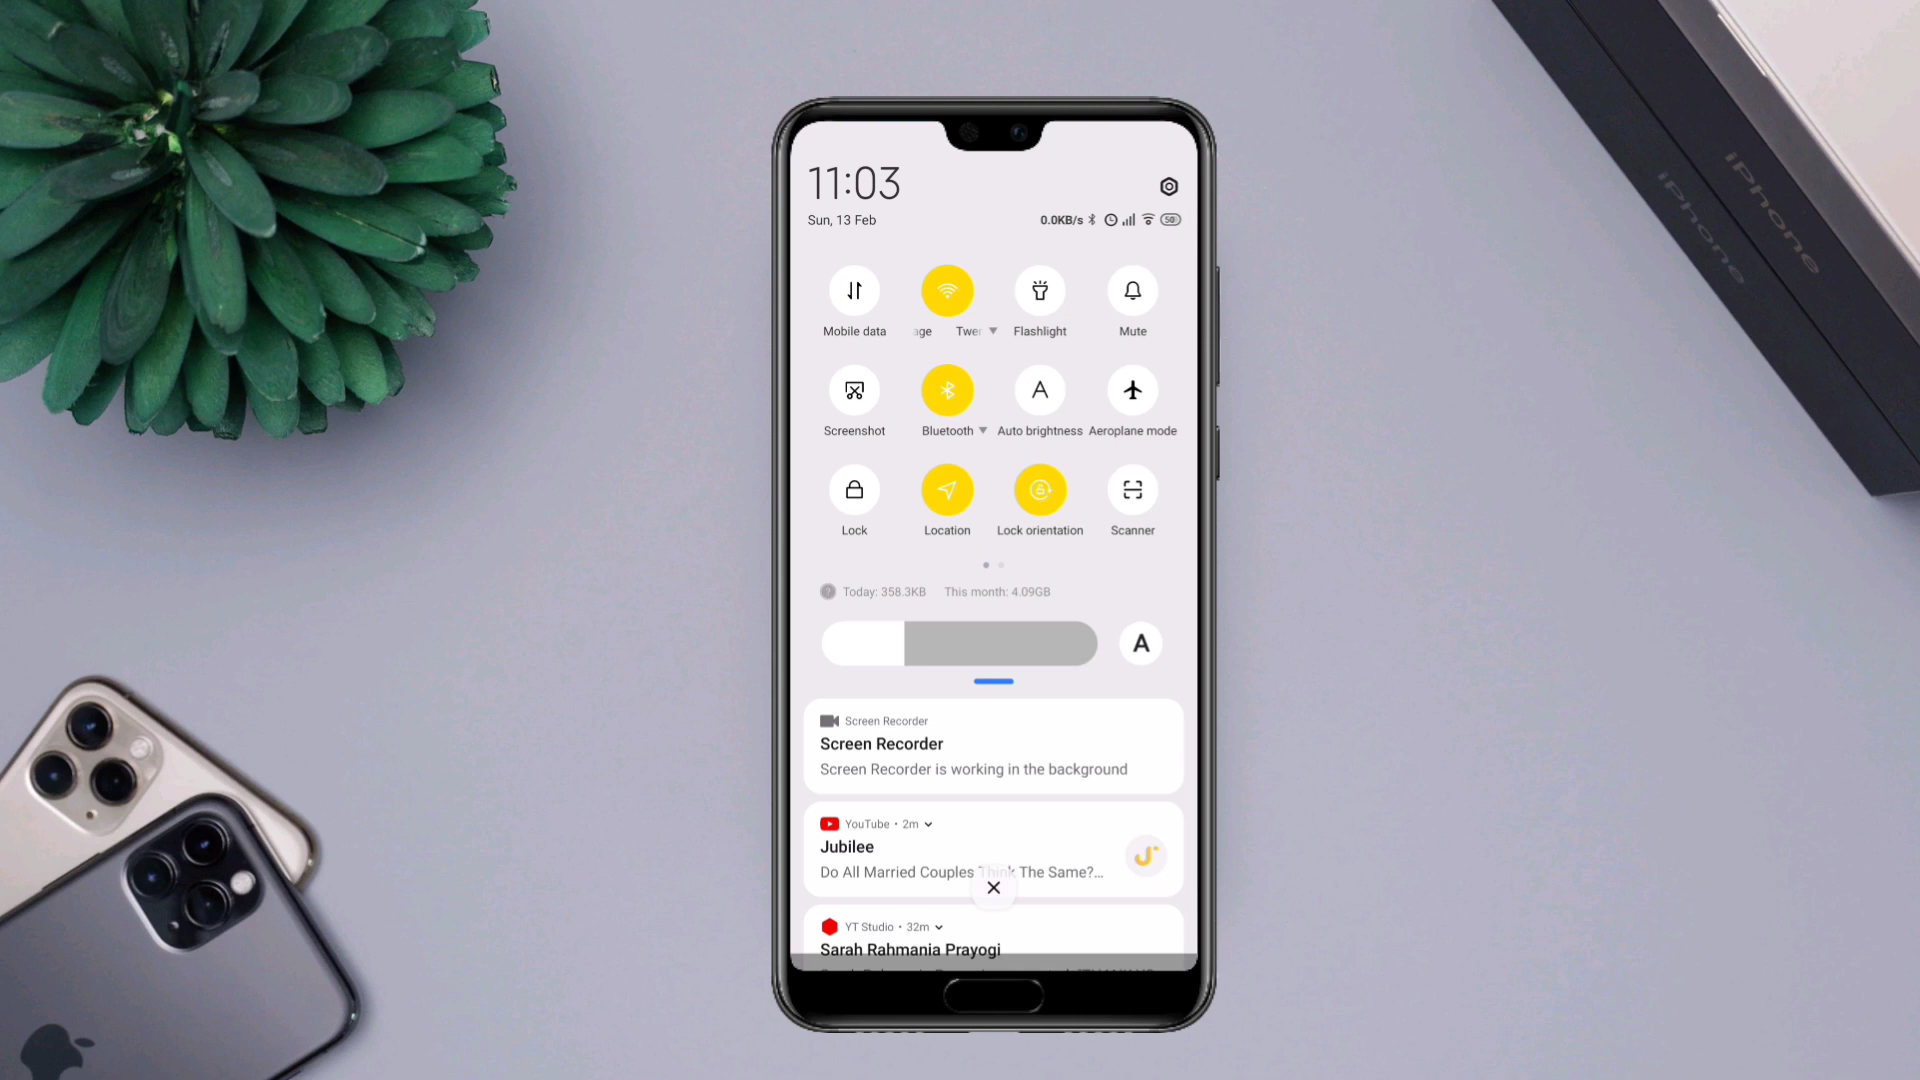 iPhone
iPhone
11:03
Sun, 13 Feb
0.0KB/s 50
Mobile data
age Twer
Flashlight
Mute
Screenshot
Bluetooth
Auto brightness
Aeroplane mode
Lock
Location
Lock orientation
Scanner
Today: 358.3KB This month: 4.09GB
A
Screen Recorder
Screen Recorder
Screen Recorder is working in the background
YouTube • 2m
Jubilee
Do All Married Couples Think The Same?...
YT Studio • 32m
Sarah Rahmania Prayogi